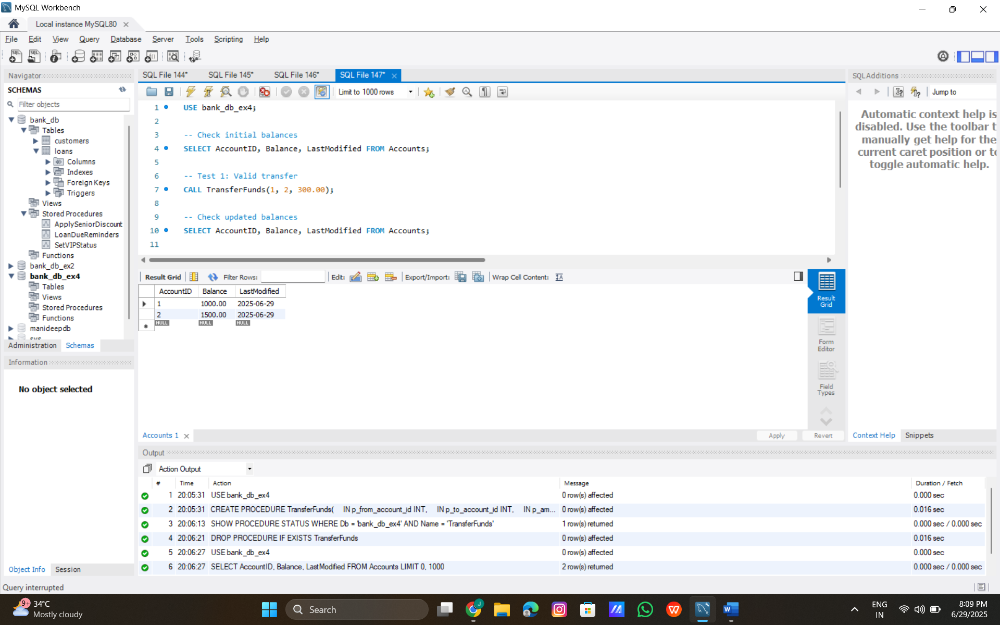 MySQL Workbench
Local instance MySQL80
File Edit View Query Database Server Tools Scripting Help
Navigator
SCHEMAS
Filter objects
bank_db
Tables
customers
loans
Columns
Indexes
Foreign Keys
Triggers
Views
Stored Procedures
ApplySeniorDiscount
LoanDueReminders
SetVIPStatus
Functions
bank_db_ex2
bank_db_ex4
Tables
Views
Stored Procedures
Functions
manideepdb
sys
Administration Schemas
Information
No object selected
Object Info Session
Query interrupted
SQL File 144* SQL File 145* SQL File 146* SQL File 147*
Limit to 1000 rows
1 USE bank_db_ex4;
2
3 -- Check initial balances
4 SELECT AccountID, Balance, LastModified FROM Accounts;
5
6 -- Test 1: Valid transfer
7 CALL TransferFunds(1, 2, 300.00);
8
9 -- Check updated balances
10 SELECT AccountID, Balance, LastModified FROM Accounts;
11
Result Grid Filter Rows: Edit: Export/Import: Wrap Cell Content:
AccountID Balance LastModified
1 1000.00 2025-06-29
2 1500.00 2025-06-29
NULL NULL NULL
Result
Grid
Form
Editor
Field
Types
Accounts 1
Apply Revert
SQLAdditions
Jump to
Automatic context help is
disabled. Use the toolbar t
manually get help for the
current caret position or to
toggle automatic help.
Context Help Snippets
Output
Action Output
# Time Action Message Duration / Fetch
1 20:05:31 USE bank_db_ex4 0 row(s) affected 0.000 sec
2 20:05:31 CREATE PROCEDURE TransferFunds( IN p_from_account_id INT, IN p_to_account_id INT, IN p_am... 0 row(s) affected 0.016 sec
3 20:06:13 SHOW PROCEDURE STATUS WHERE Db = 'bank_db_ex4' AND Name = 'TransferFunds' 1 row(s) returned 0.000 sec / 0.000 sec
4 20:06:21 DROP PROCEDURE IF EXISTS TransferFunds 0 row(s) affected 0.016 sec
5 20:06:27 USE bank_db_ex4 0 row(s) affected 0.000 sec
6 20:06:27 SELECT AccountID, Balance, LastModified FROM Accounts LIMIT 0, 1000 2 row(s) returned 0.000 sec / 0.000 sec
9+
34°C
Mostly cloudy
Search
J
ENG
IN
8:09 PM
6/29/2025